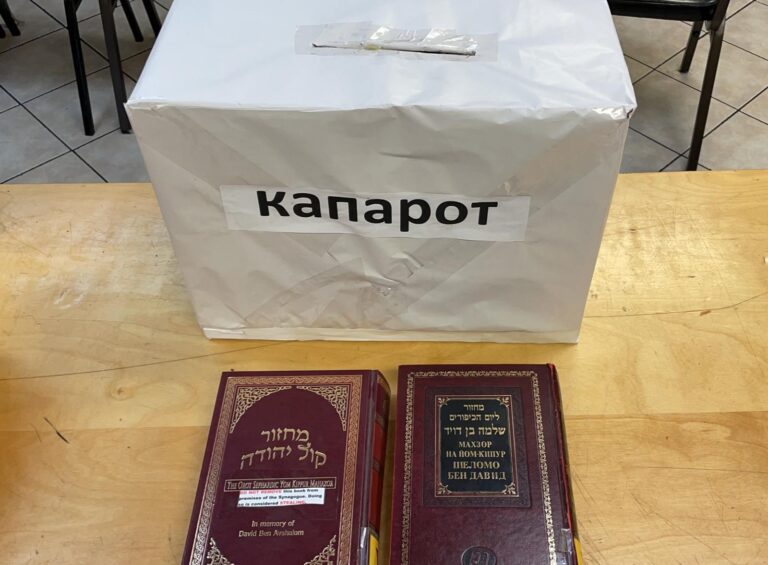 Капарот
מחזור
קול יהודה
THE OROT SEPHARDIC YOM KIPPUR MAHAZOR
DO NOT REMOVE this book from
premises of the Synagogue. Doing
so is considered STEALING.
In memory of
David Ben Avshalom
מחזור
ליום הכיפורים
שלמה בן דויד
МАХЗОР
НА ЙОМ-КИПУР
ШЕЛОМО
БЕН ДАВИД